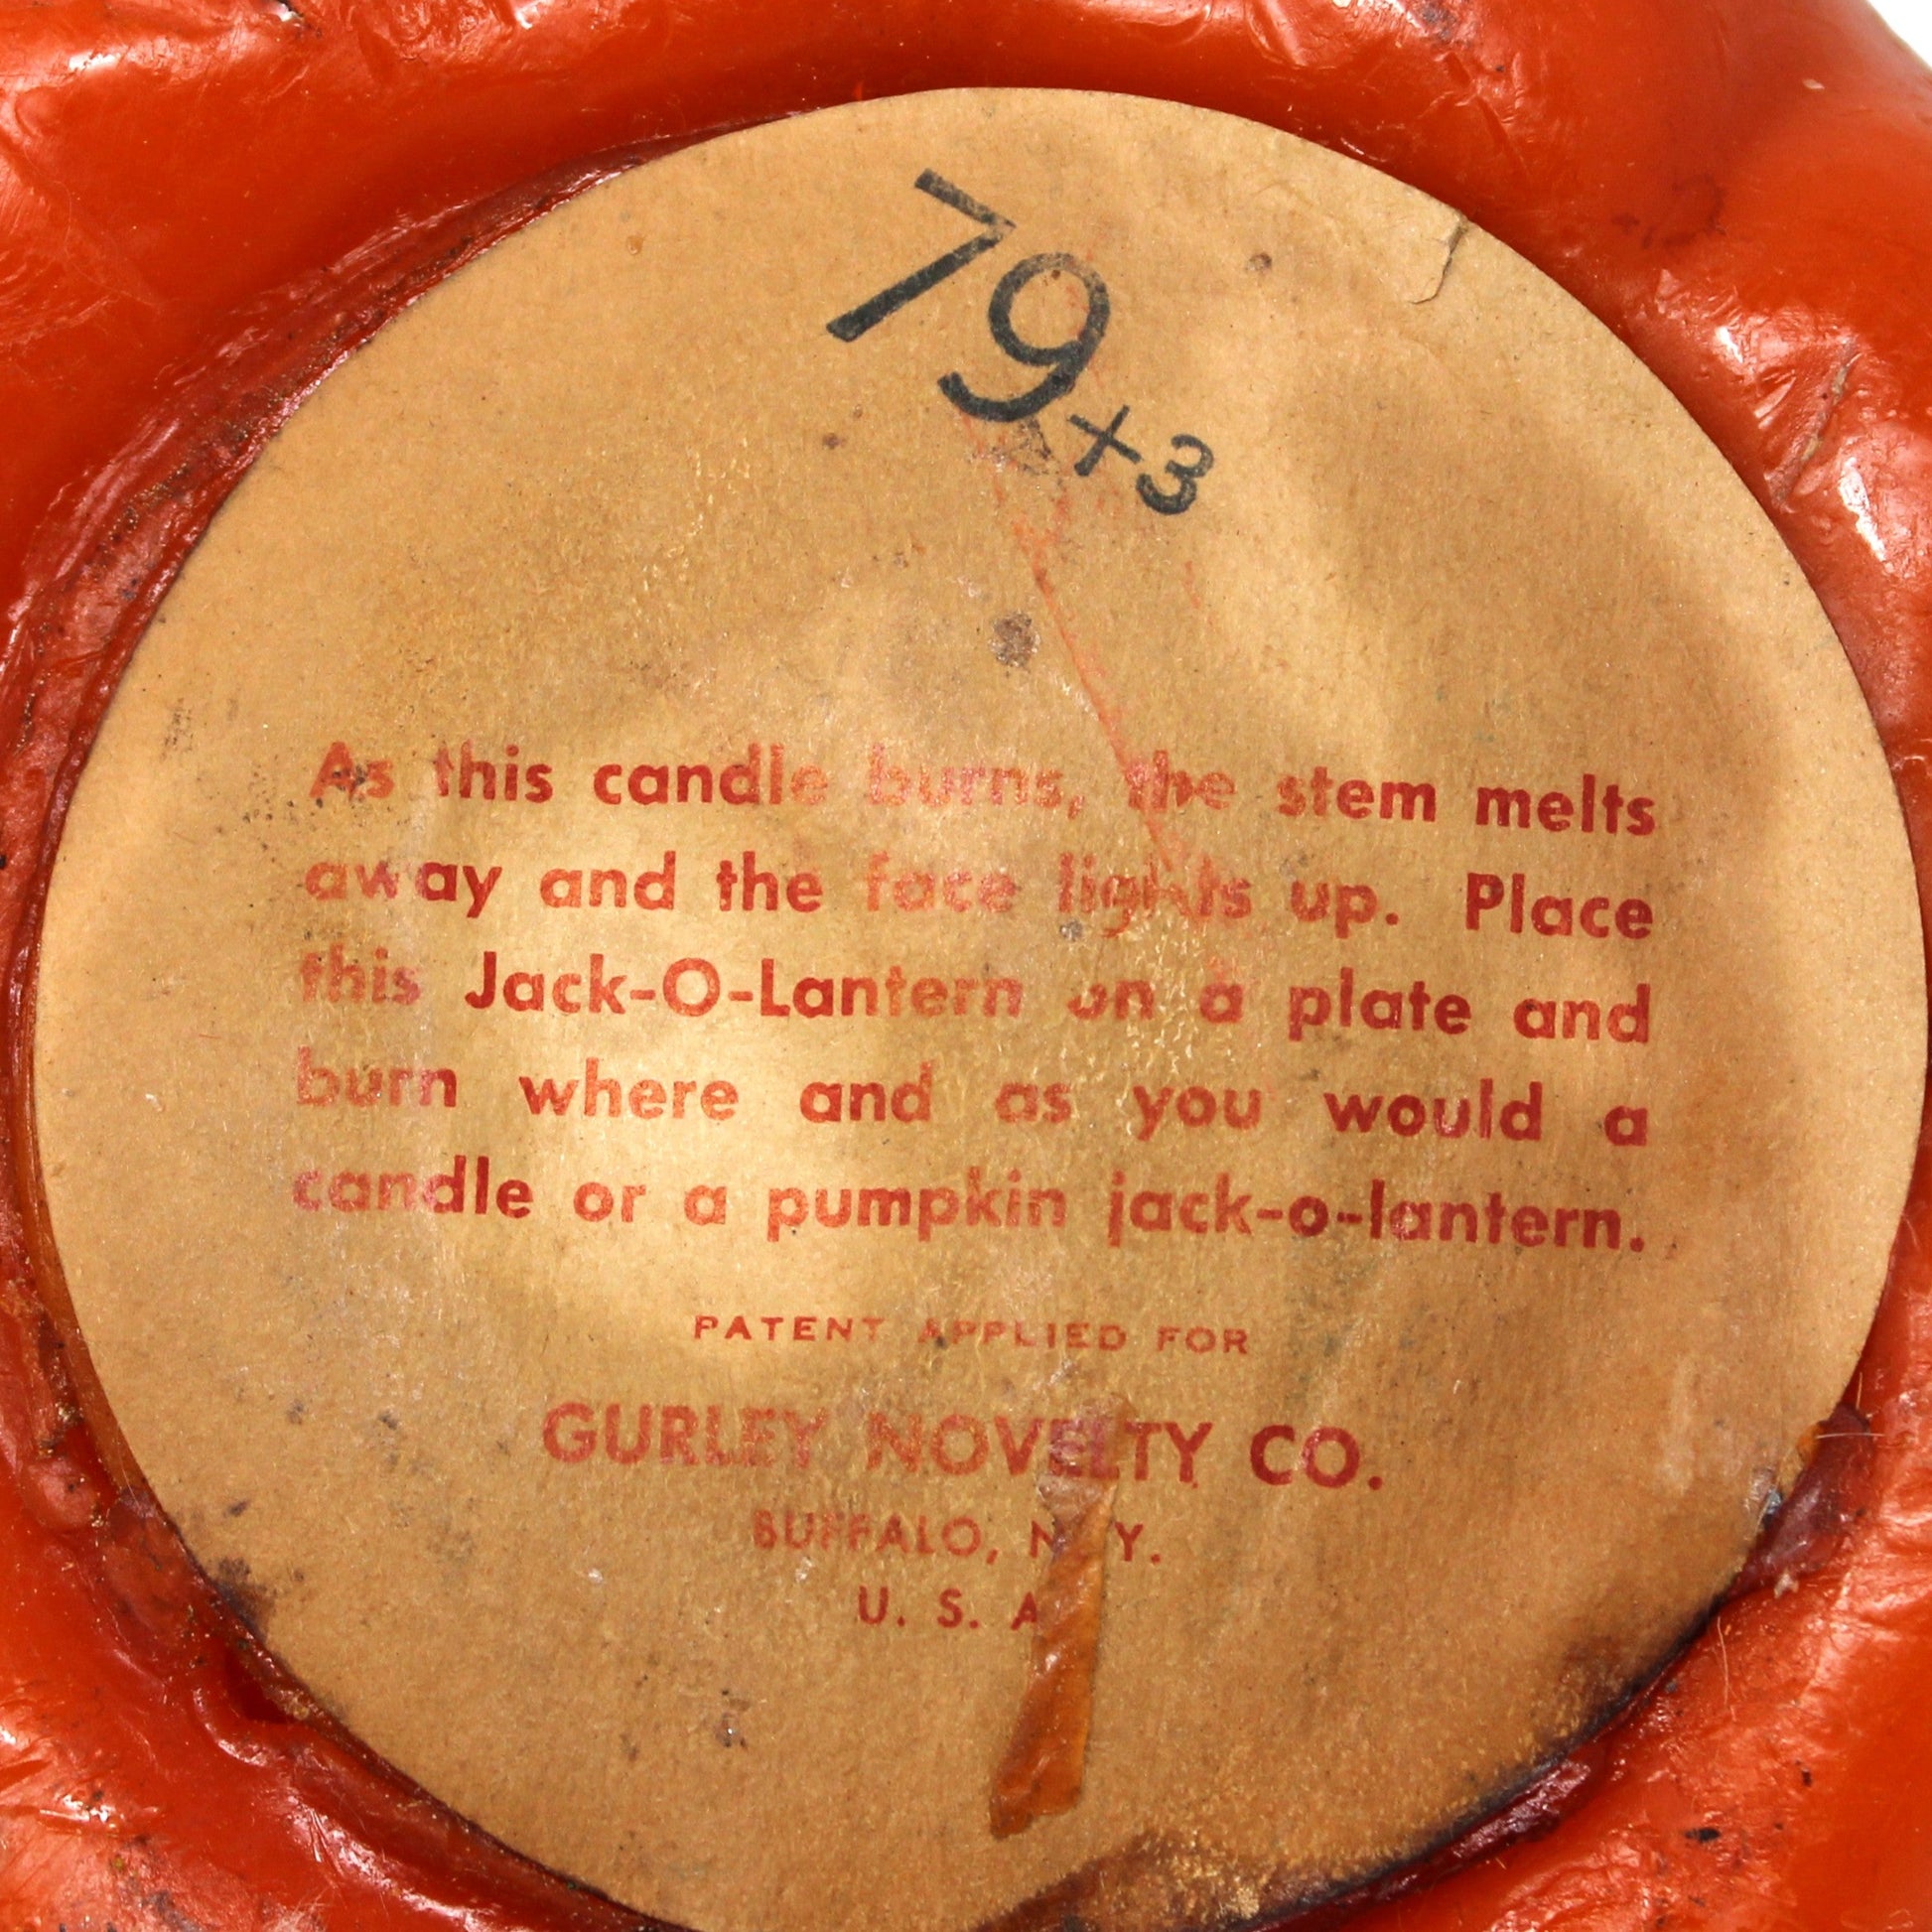 79+3
As this candle burns, the stem melts
away and the face lights up. Place
this Jack-O-Lantern on a plate and
burn where and as you would a
candle or a pumpkin jack-o-lantern.
PATENT APPLIED FOR
GURLEY NOVELTY CO.
BUFFALO, N. Y.
U. S. A